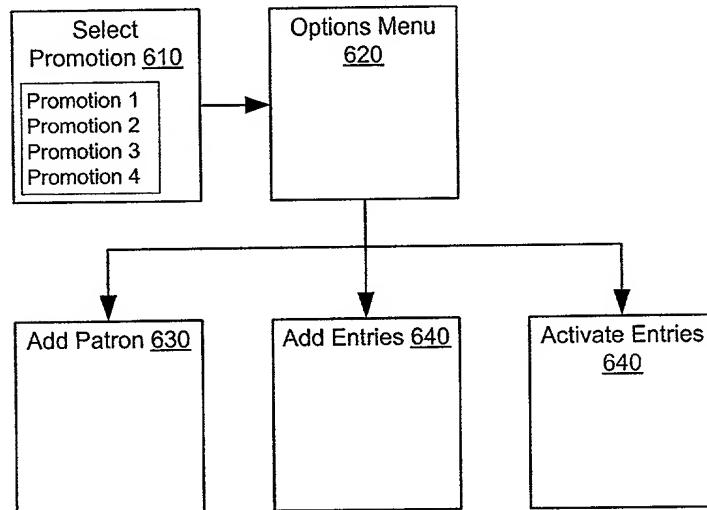 Select
Promotion 610
Promotion 1
Promotion 2
Promotion 3
Promotion 4
Options Menu
620
Add Patron 630
Add Entries 640
Activate Entries
640